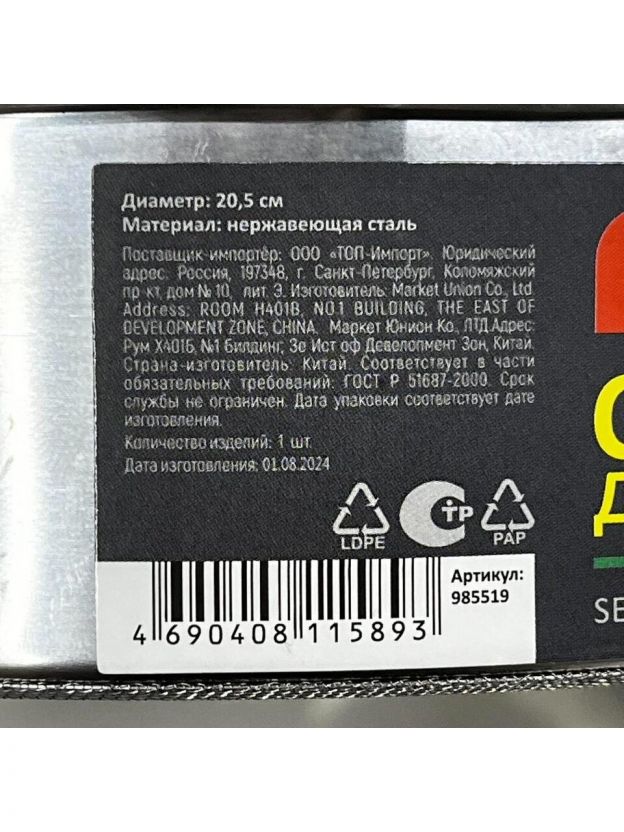 Диаметр: 20,5 см
Материал: нержавеющая сталь
Поставщик-импортёр: ООО «ТОП-Импорт». Юридический
адрес: Россия, 197348, г. Санкт-Петербург, Коломяжский
пр-кт, дом № 10, лит. Э. Изготовитель: Market Union Co., Ltd
Address: ROOM H401B, NO.1 BUILDING, THE EAST OF
DEVELOPMENT ZONE, CHINA. Маркет Юнион Ко., ЛТД Адрес:
Рум Х401Б, №1 Билдинг, Зе Ист оф Деволопмент Зон, Китай.
Страна-изготовитель: Китай. Соответствует в части
обязательных требований: ГОСТ Р 51687-2000. Срок
службы не ограничен. Дата упаковки соответствует дате
изготовления.
Количество изделий: 1 шт.
Дата изготовления: 01.08.2024
LDPE
С ТР
PAP
Артикул:
985519
4 690408 115893
SE